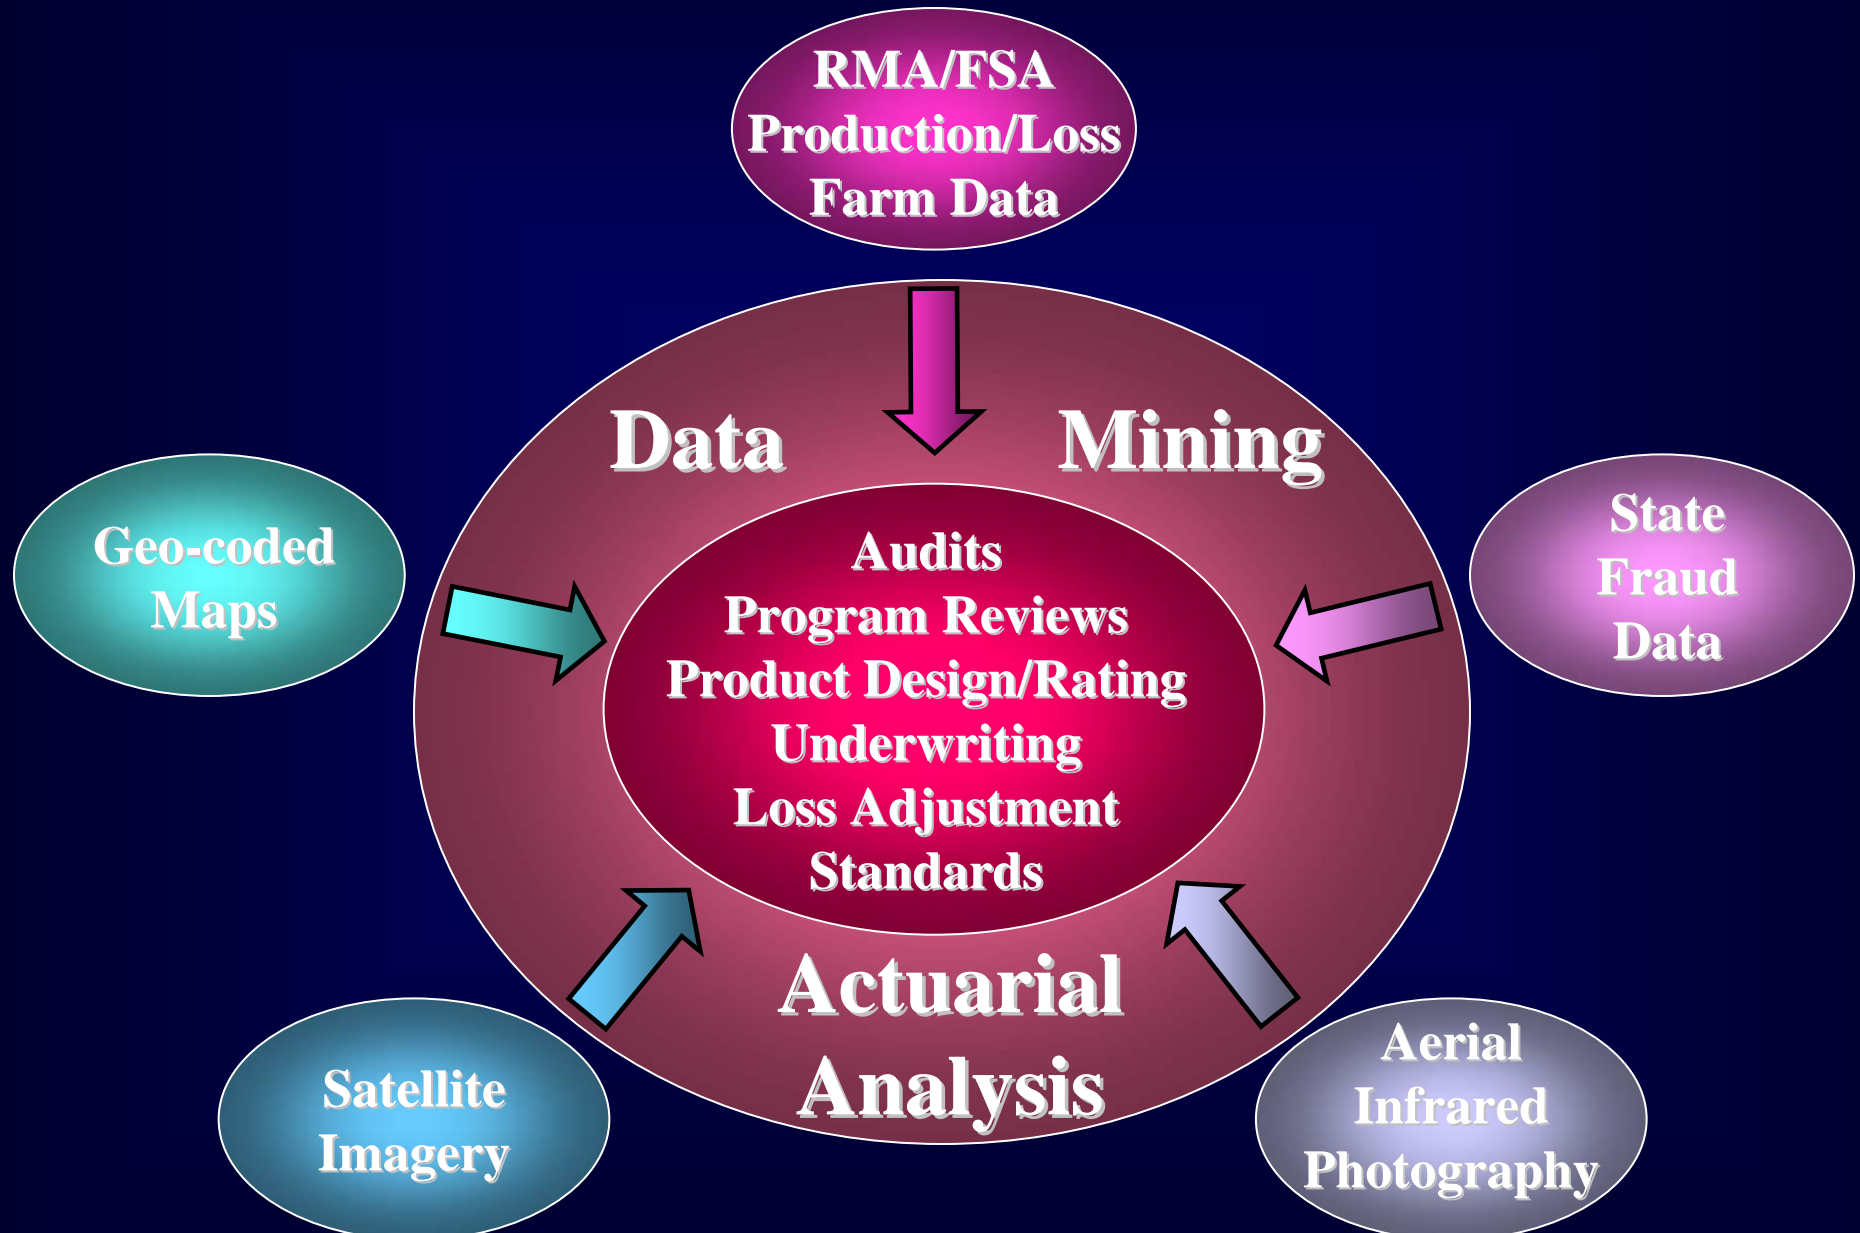 RMA/FSA
Production/Loss
Farm Data
Data Mining
Geo-coded
Maps
State
Fraud
Data
Audits
Program Reviews
Product Design/Rating
Underwriting
Loss Adjustment
Standards
Actuarial
Analysis
Satellite
Imagery
Aerial
Infrared
Photography